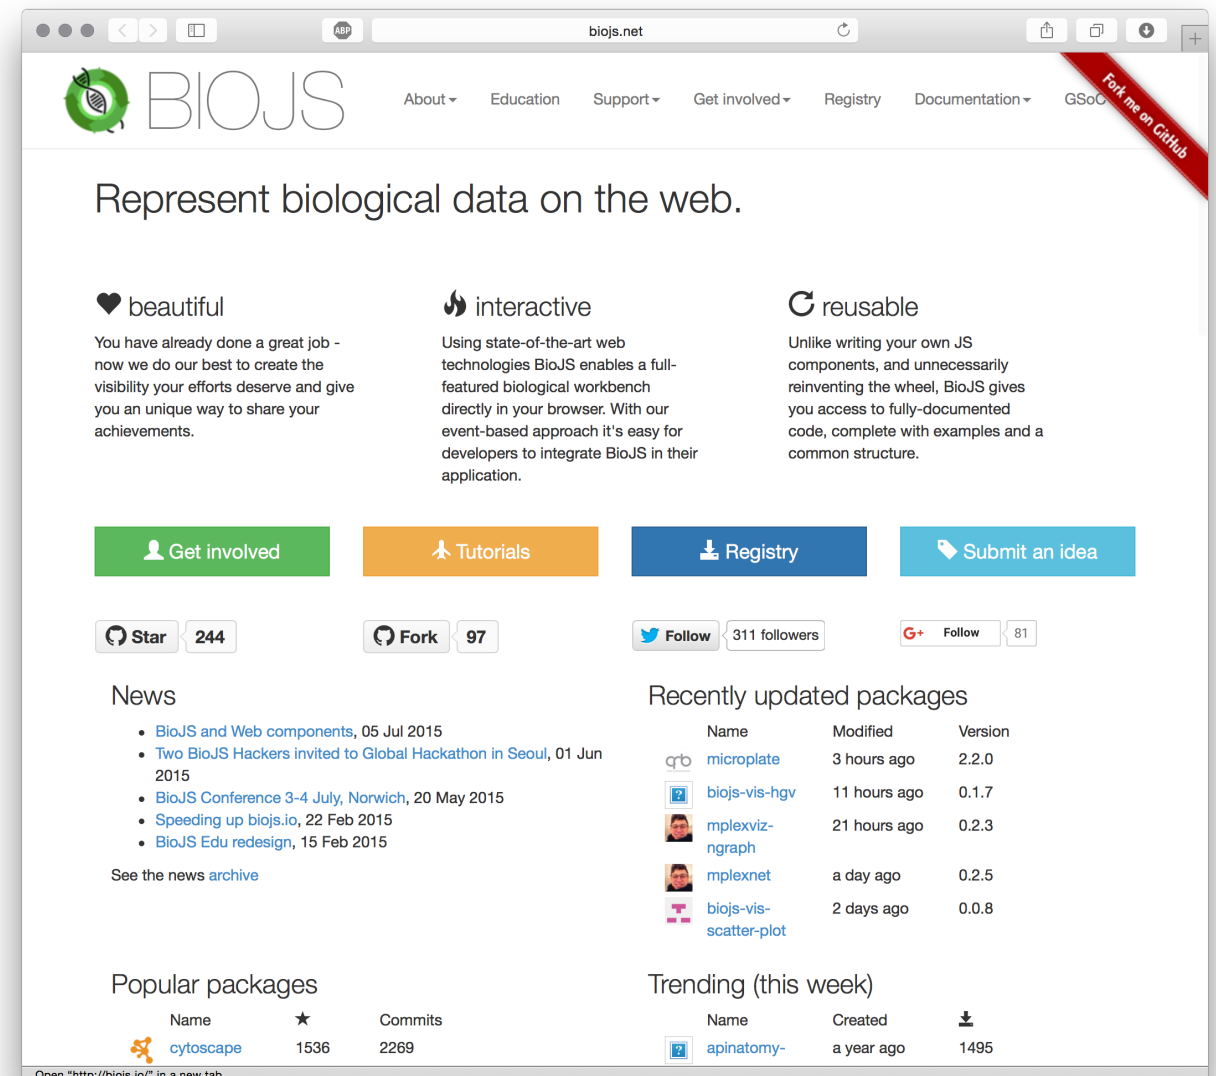 ABP
biojs.net
BIOJS
About
Education
Support
Get involved
Registry
Documentation
GSoC
Fork me on GitHub
Represent biological data on the web.
beautiful
You have already done a great job -
now we do our best to create the
visibility your efforts deserve and give
you an unique way to share your
achievements.
interactive
Using state-of-the-art web
technologies BioJS enables a full-
featured biological workbench
directly in your browser. With our
event-based approach it's easy for
developers to integrate BioJS in their
application.
reusable
Unlike writing your own JS
components, and unnecessarily
reinventing the wheel, BioJS gives
you access to fully-documented
code, complete with examples and a
common structure.
Get involved
Tutorials
Registry
Submit an idea
Star 244
Fork 97
Follow 311 followers
G+ Follow 81
News
BioJS and Web components, 05 Jul 2015
Two BioJS Hackers invited to Global Hackathon in Seoul, 01 Jun
2015
BioJS Conference 3-4 July, Norwich, 20 May 2015
Speeding up biojs.io, 22 Feb 2015
BioJS Edu redesign, 15 Feb 2015
See the news archive
Recently updated packages
Name Modified Version
microplate 3 hours ago 2.2.0
biojs-vis-hgv 11 hours ago 0.1.7
mplexviz- 21 hours ago 0.2.3
ngraph
mplexnet a day ago 0.2.5
biojs-vis- 2 days ago 0.0.8
scatter-plot
Popular packages
Name ★ Commits
cytoscape 1536 2269
Trending (this week)
Name Created
apinatomy- a year ago 1495
Open "http://biojs.io/" in a new tab